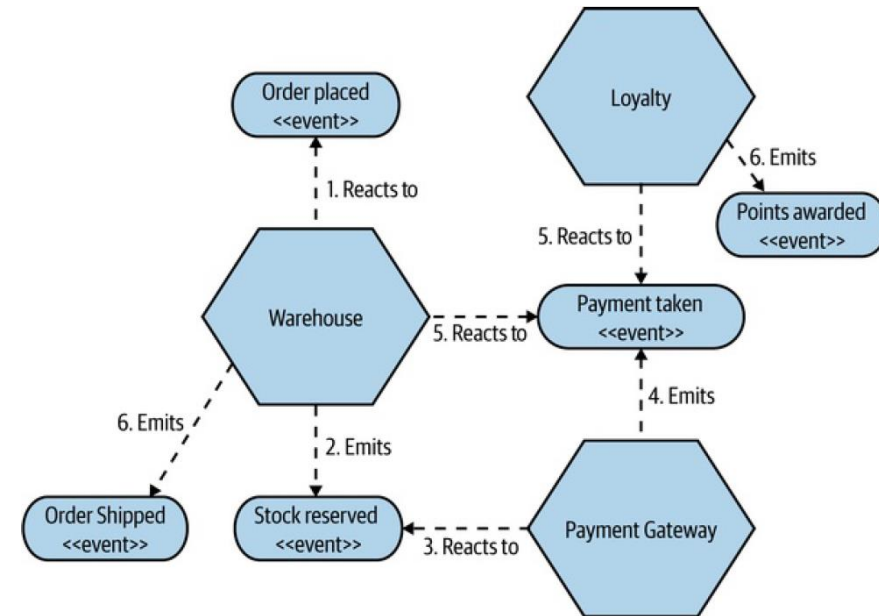 Order placed
<<event>>
Loyalty
6. Emits
1. Reacts to
Points awarded
<<event>>
5. Reacts to
Payment taken
<<event>>
Warehouse
5. Reacts to
4. Emits
6. Emits
2. Emits
Order Shipped
<<event>>
Stock reserved
<<event>>
3. Reacts to
Payment Gateway